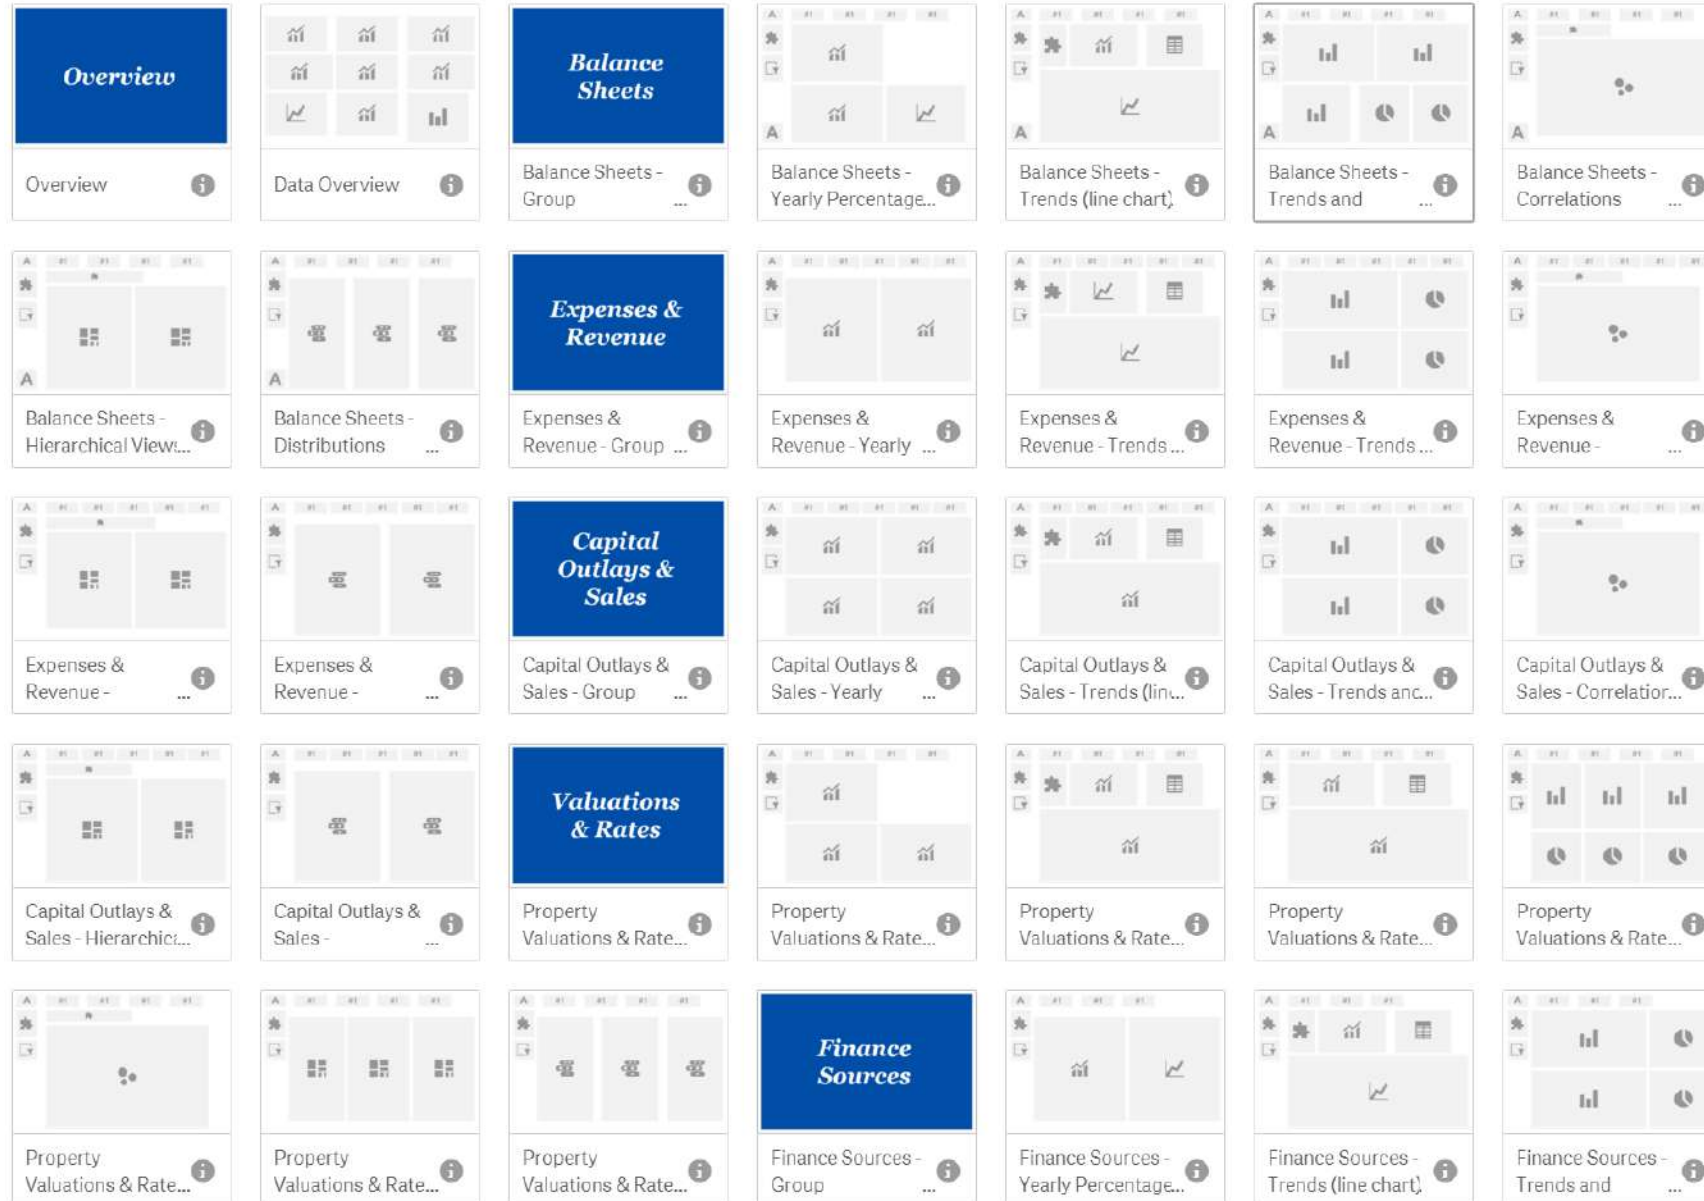 Overview
Balance
Sheets
Overview
Data Overview
Balance Sheets -
Group ...
Balance Sheets -
Yearly Percentage...
Balance Sheets -
Trends (line chart)
Balance Sheets -
Trends and ...
Balance Sheets -
Correlations ...
Expenses &
Revenue
Balance Sheets -
Hierarchical Views...
Balance Sheets -
Distributions ...
Expenses &
Revenue - Group ...
Expenses &
Revenue - Yearly ...
Expenses &
Revenue - Trends ...
Expenses &
Revenue - Trends ...
Expenses &
Revenue - ...
Capital
Outlays &
Sales
Expenses &
Revenue - ...
Expenses &
Revenue - ...
Capital Outlays &
Sales - Group ...
Capital Outlays &
Sales - Yearly ...
Capital Outlays &
Sales - Trends (lin...
Capital Outlays &
Sales - Trends and...
Capital Outlays &
Sales - Correlation...
Valuations
& Rates
Capital Outlays &
Sales - Hierarchica...
Capital Outlays &
Sales - ...
Property
Valuations & Rate...
Property
Valuations & Rate...
Property
Valuations & Rate...
Property
Valuations & Rate...
Property
Valuations & Rate...
Finance
Sources
Property
Valuations & Rate...
Property
Valuations & Rate...
Property
Valuations & Rate...
Finance Sources -
Group ...
Finance Sources -
Yearly Percentage...
Finance Sources -
Trends (line chart)
Finance Sources -
Trends and ...